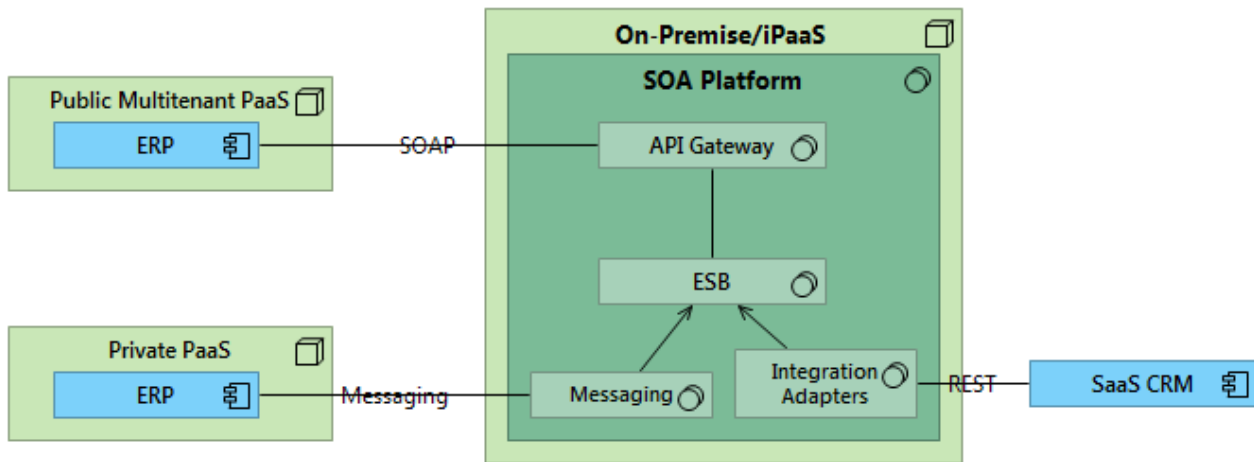 On-Premise/iPaaS
SOA Platform
Public Multitenant PaaS
ERP
SOAP
API Gateway
ESB
Private PaaS
ERP
Messaging
Messaging
Integration
Adapters
REST
SaaS CRM